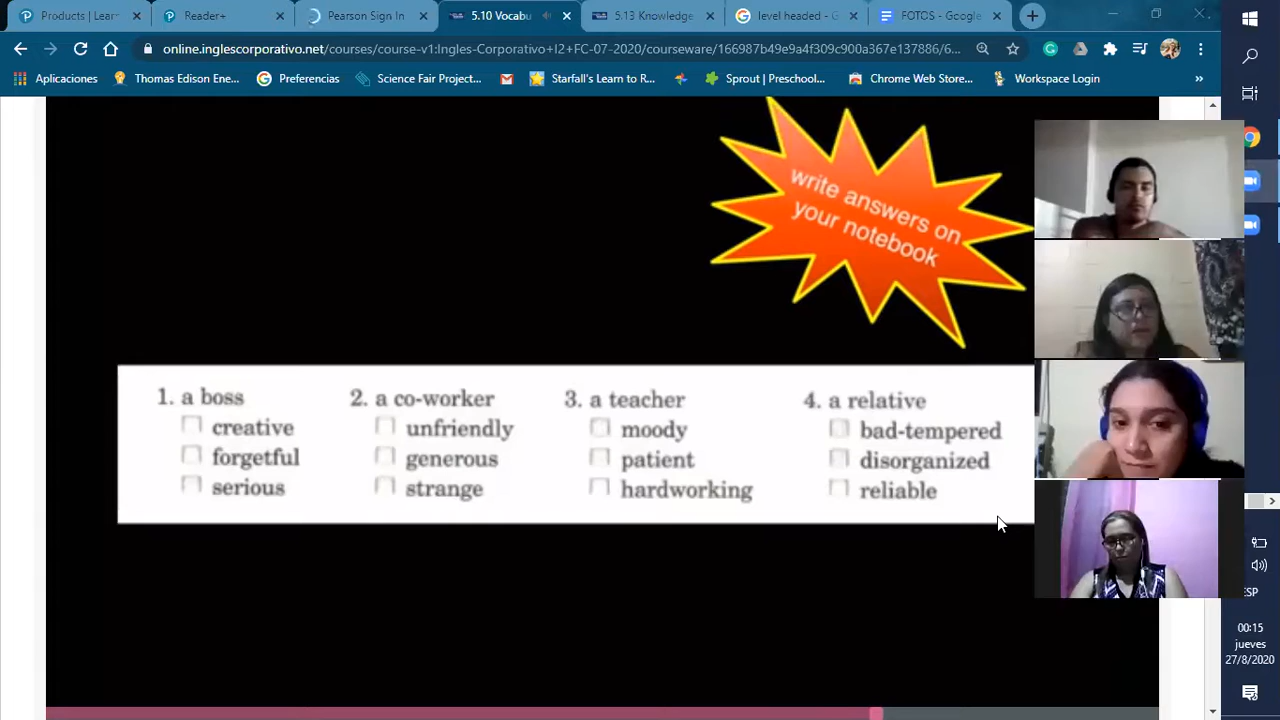 Products | Lear
Reader+
Pearson Sign In
5.10 Vocabu
5.13 Knowledge
level headed - G
FOTOS - Google
online.inglescorporativo.net/courses/course-v1:Ingles-Corporativo+I2+FC-07-2020/courseware/166987b49e9a4f309c900a367e137886/6...
Aplicaciones
Thomas Edison Ene...
Preferencias
Science Fair Project...
Starfall's Learn to R...
Sprout | Preschool...
Chrome Web Store...
Workspace Login
»
write answers on
your notebook
1. a boss
creative
forgetful
serious
2. a co-worker
unfriendly
generous
strange
3. a teacher
moody
patient
hardworking
4. a relative
bad-tempered
disorganized
reliable
ESP
00:15
jueves
27/8/2020